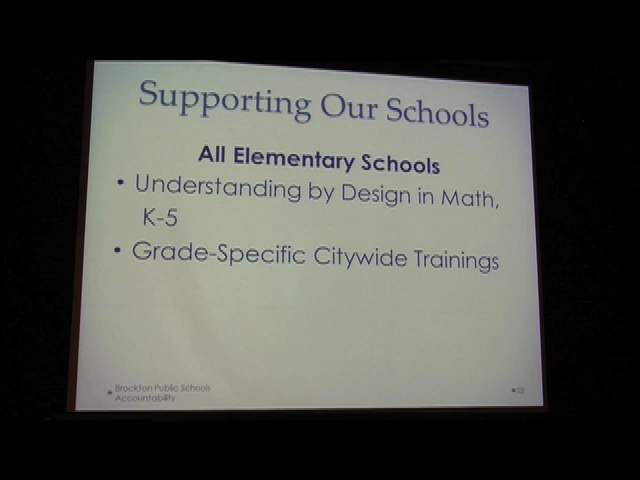 Supporting Our Schools
All Elementary Schools
• Understanding by Design in Math,
K-5
• Grade-Specific Citywide Trainings
Brockton Public Schools
Accountability